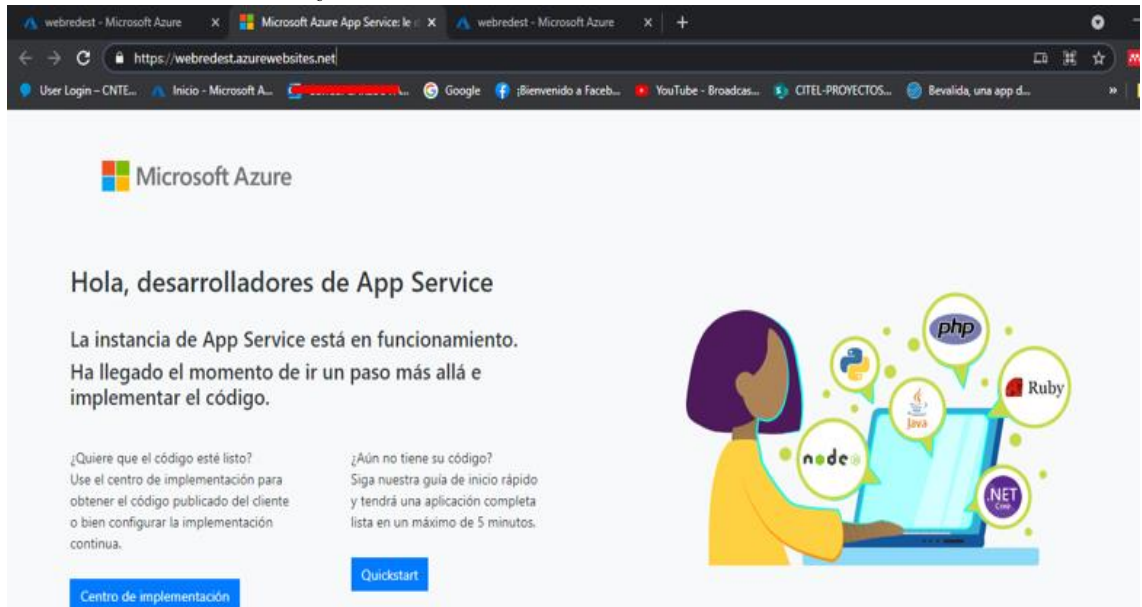 webredest - Microsoft Azure
Microsoft Azure App Service: le
webredest - Microsoft Azure
https://webredest.azurewebsites.net
User Login – CNTE...
Inicio - Microsoft A...
Google
¡Bienvenido a Faceb...
YouTube - Broadcas...
CITEL-PROYECTOS...
Bevalida, una app d...
»
Microsoft Azure
Hola, desarrolladores de App Service
La instancia de App Service está en funcionamiento.
Ha llegado el momento de ir un paso más allá e
implementar el código.
¿Quiere que el código esté listo?
Use el centro de implementación para
obtener el código publicado del cliente
o bien configurar la implementación
continua.
Centro de implementación
¿Aún no tiene su código?
Siga nuestra guía de inicio rápido
y tendrá una aplicación completa
lista en un máximo de 5 minutos.
Quickstart
php
Ruby
Java
node
.NET
Core